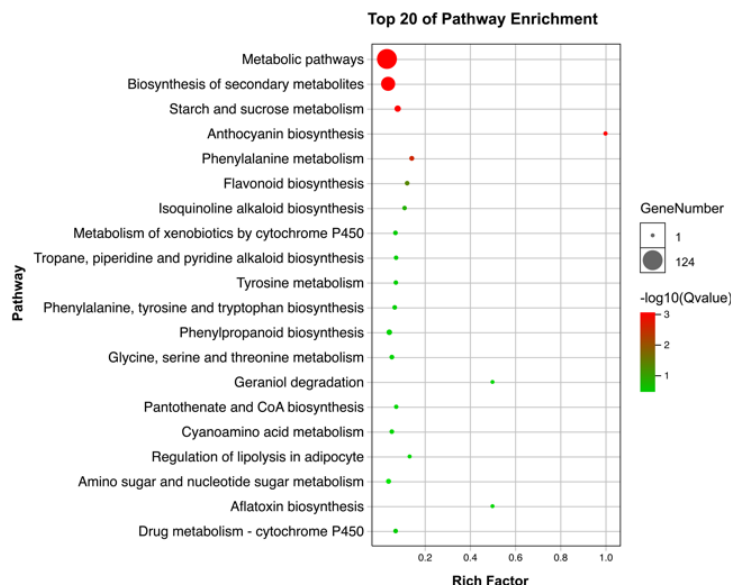 Top 20 of Pathway Enrichment
Pathway
Metabolic pathways
Biosynthesis of secondary metabolites
Starch and sucrose metabolism
Anthocyanin biosynthesis
Phenylalanine metabolism
Flavonoid biosynthesis
Isoquinoline alkaloid biosynthesis
Metabolism of xenobiotics by cytochrome P450
Tropane, piperidine and pyridine alkaloid biosynthesis
Tyrosine metabolism
Phenylalanine, tyrosine and tryptophan biosynthesis
Phenylpropanoid biosynthesis
Glycine, serine and threonine metabolism
Geraniol degradation
Pantothenate and CoA biosynthesis
Cyanoamino acid metabolism
Regulation of lipolysis in adipocyte
Amino sugar and nucleotide sugar metabolism
Aflatoxin biosynthesis
Drug metabolism - cytochrome P450
0.2 0.4 0.6 0.8 1.0
Rich Factor
GeneNumber
1
124
-log10(Qvalue)
3
2
1